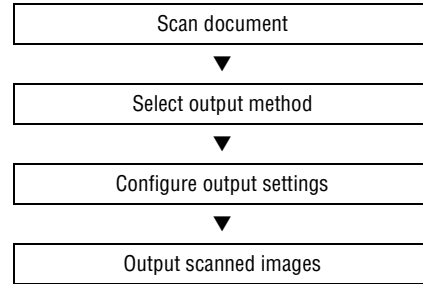 Scan document
Select output method
Configure output settings
Output scanned images